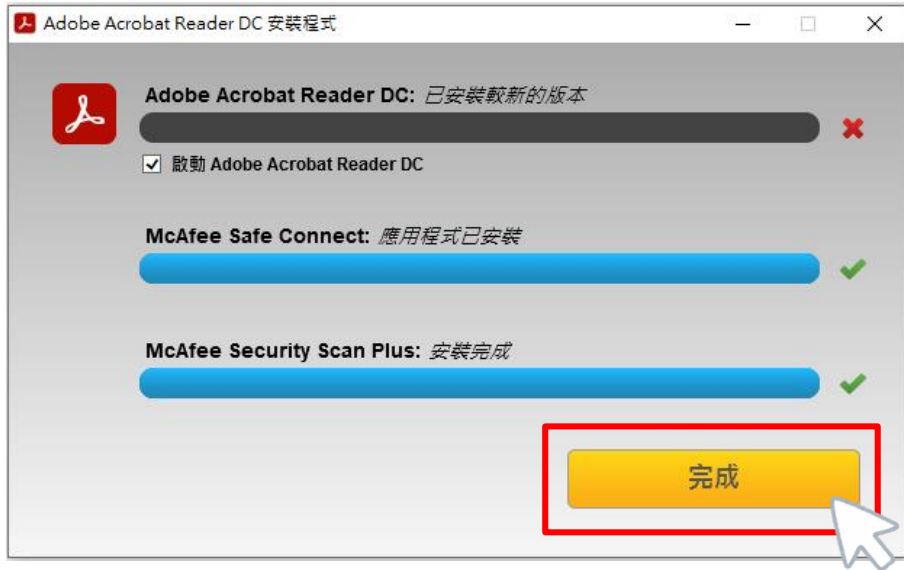 Adobe Acrobat Reader DC 安裝程式
Adobe Acrobat Reader DC: 已安裝較新的版本
啟動 Adobe Acrobat Reader DC
McAfee Safe Connect: 應用程式已安裝
McAfee Security Scan Plus: 安裝完成
完成